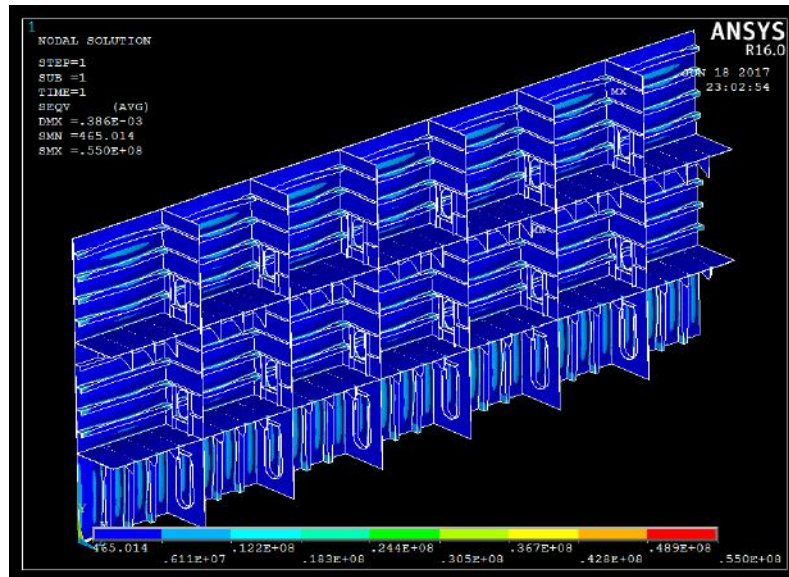 1
NODAL SOLUTION
STEP=1
SUB =1
TIME=1
SEQV (AVG)
DMX =.386E-03
SMN =465.014
SMX =.550E+08
ANSYS
R16.0
JUN 18 2017
23:02:54
MX
465.014 .122E+08 .244E+08 .367E+08 .489E+08
.611E+07 .183E+08 .305E+08 .428E+08 .550E+08